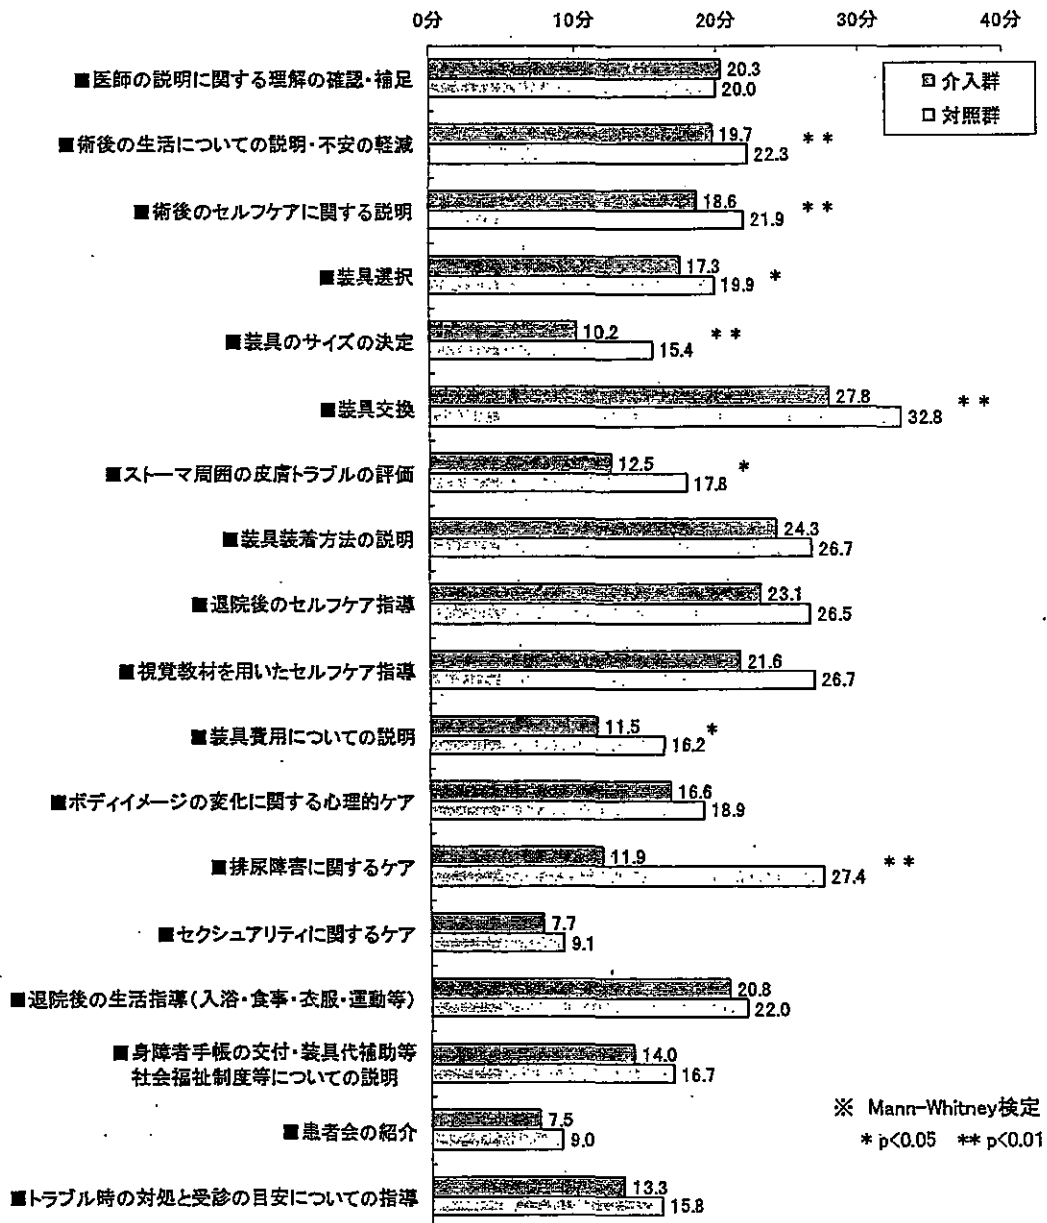 0分 10分 20分 30分 40分
介入群
対照群
■医師の説明に関する理解の確認・補足
20.3
20.0
■術後の生活についての説明・不安の軽減
19.7
22.3
**
■術後のセルフケアに関する説明
18.6
21.9
**
■装具選択
17.3
19.9
*
■装具のサイズの決定
10.2
15.4
**
■装具交換
27.8
32.8
**
■ストーマ周囲の皮膚トラブルの評価
12.5
17.8
*
■装具装着方法の説明
24.3
26.7
■退院後のセルフケア指導
23.1
26.5
■視覚教材を用いたセルフケア指導
21.6
26.7
■装具費用についての説明
11.5
16.2
*
■ボディイメージの変化に関する心理的ケア
16.6
18.9
■排尿障害に関するケア
11.9
27.4
**
■セクシュアリティに関するケア
7.7
9.1
■退院後の生活指導(入浴・食事・衣服・運動等)
20.8
22.0
■身障者手帳の交付・装具代補助等
社会福祉制度等についての説明
14.0
16.7
■患者会の紹介
7.5
9.0
■トラブル時の対処と受診の目安についての指導
13.3
15.8
※ Mann-Whitney検定
* p<0.05 ** p<0.01